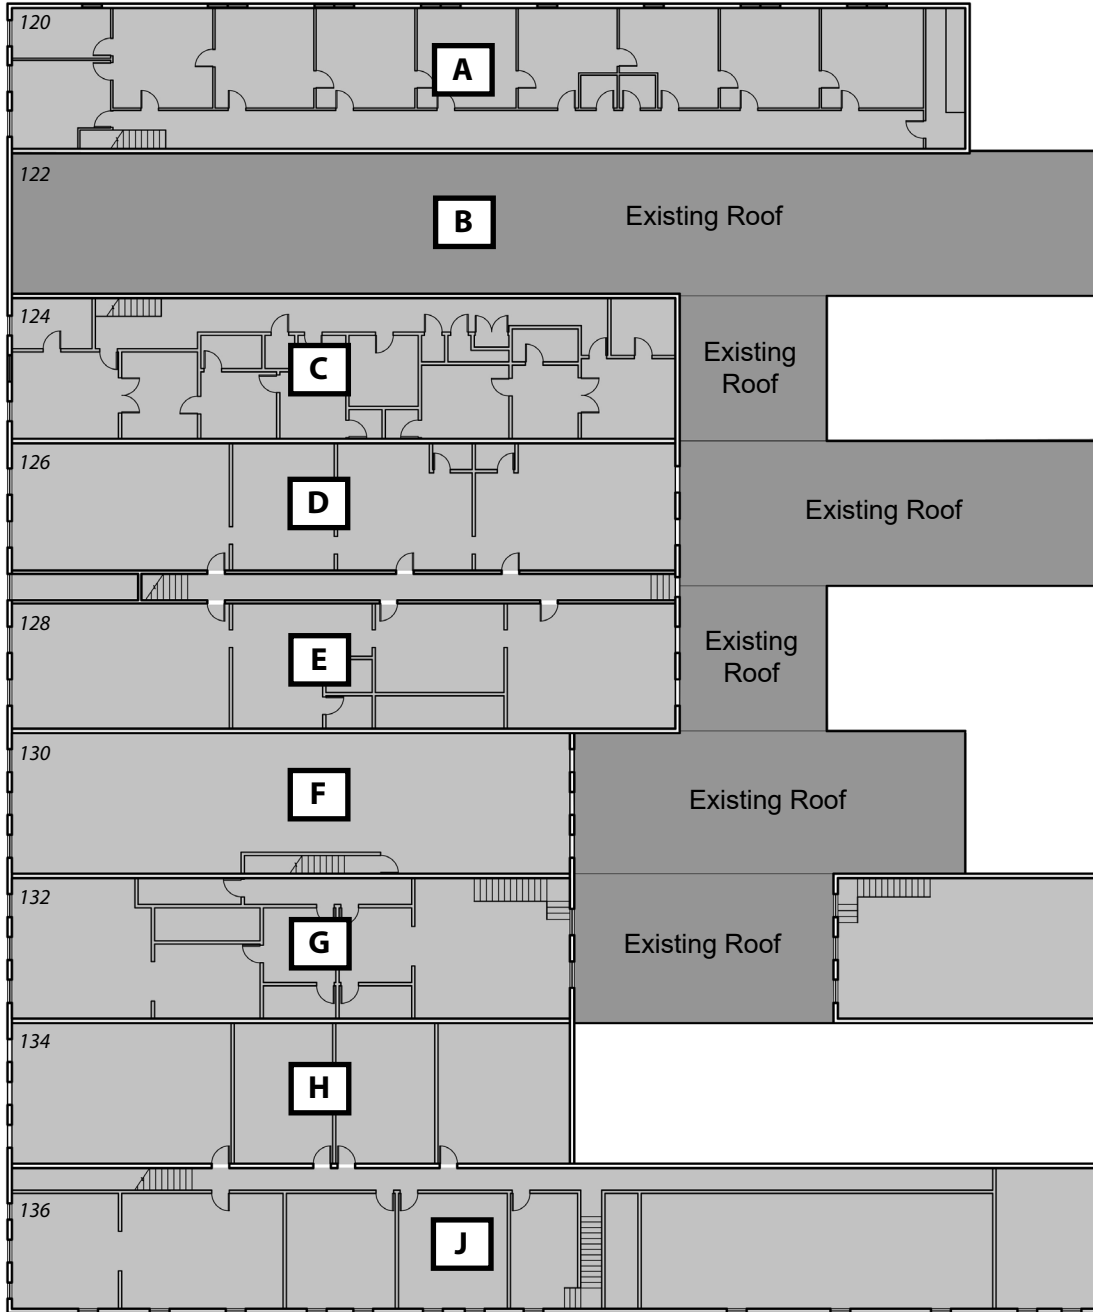 120
A
122
B
Existing Roof
124
C
Existing
Roof
126
D
Existing Roof
128
E
Existing
Roof
130
F
Existing Roof
132
G
Existing Roof
134
H
136
J